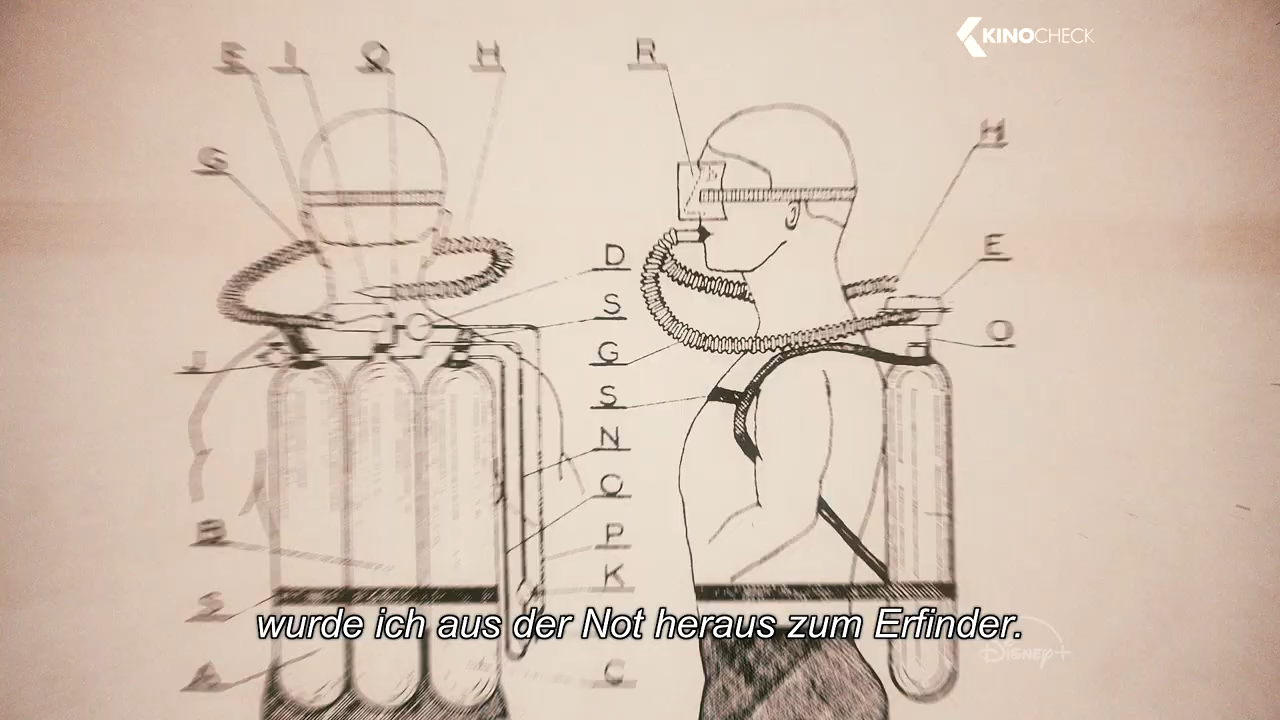 KINOCHECK
E I Q H R
H
G
E
D
S
O
G
J
S
N
O
B
P
K
S
wurde ich aus der Not heraus zum Erfinder.
Disney+
A
C